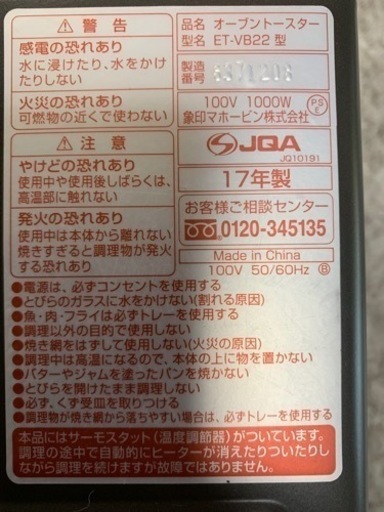 ⚠警告
感電の恐れあり
水に浸けたり、水をかけ
たりしない
火災の恐れあり
可燃物の近くで使わない
⚠注意
やけどの恐れあり
使用中や使用後しばらくは、
高温部に触れない
発火の恐れあり
使用中は本体から離れない
焼きすぎると調理物が発火
する恐れあり
品名 オーブントースター
型名 ET-VB22 型
製造
番号
100V 1000W
PS
E
象印マホービン株式会社
JQA
JQ10191
17年製
お客様ご相談センター
0120-345135
Made in China
100V 50/60Hz Ⓑ
●電源は、必ずコンセントを使用する
●とびらのガラスに水をかけない(割れる原因)
●魚・肉・フライは必ずトレーを使用する
●調理以外の目的で使用しない
●焼き網をはずして使用しない(火災の原因)
●調理中は高温になるので、本体の上に物を置かない
●バターやジャムを塗ったパンを焼かない
●とびらを開けたまま調理しない
●必ず、くず受皿を取りつける
●調理物が焼き網から落ちやすい場合は、必ずトレーを使用する
本品にはサーモスタット(温度調節器)がついています。
調理の途中で自動的にヒーターが消えたりついたりし
ながら調理を続けますが故障ではありません。